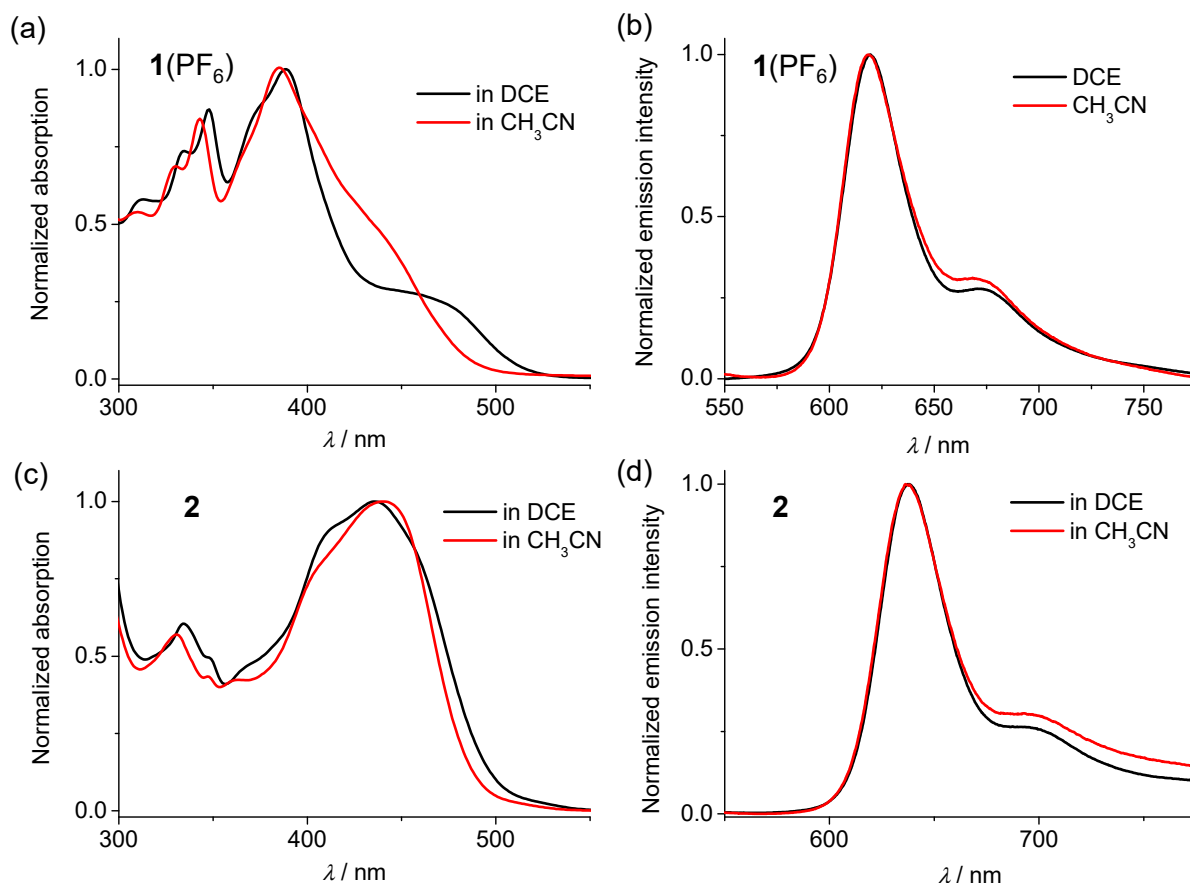 (a)
1(PF6)
in DCE
in CH3CN
Normalized absorption
1.0
0.5
0.0
300 400 500
λ / nm
(b)
1(PF6)
DCE
CH3CN
Normalized emission intensity
1.0
0.5
0.0
550 600 650 700 750
λ / nm
(c)
2
in DCE
in CH3CN
Normalized absorption
1.0
0.5
0.0
300 400 500
λ / nm
(d)
2
in DCE
in CH3CN
Normalized emission intensity
1.0
0.5
0.0
600 700
λ / nm